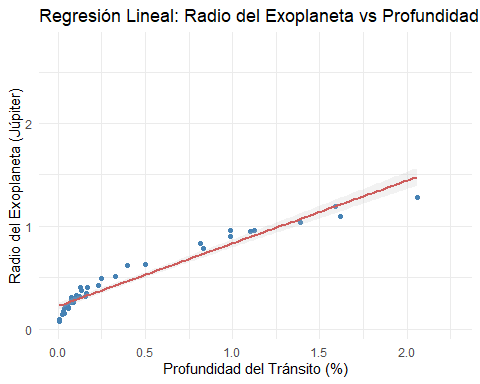 Regresión Lineal: Radio del Exoplaneta vs Profundidad
Radio del Exoplaneta (Júpiter)
2
1
0
0.0 0.5 1.0 1.5 2.0
Profundidad del Tránsito (%)